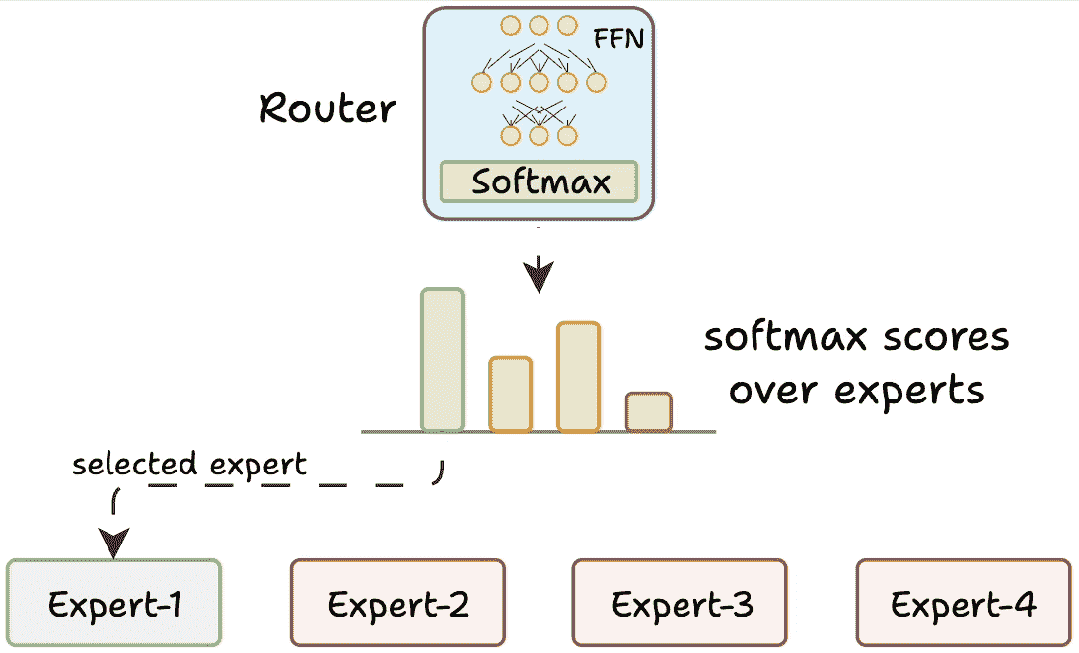 FFN
Router
Softmax
softmax scores
over experts
selected expert
Expert-1
Expert-2
Expert-3
Expert-4